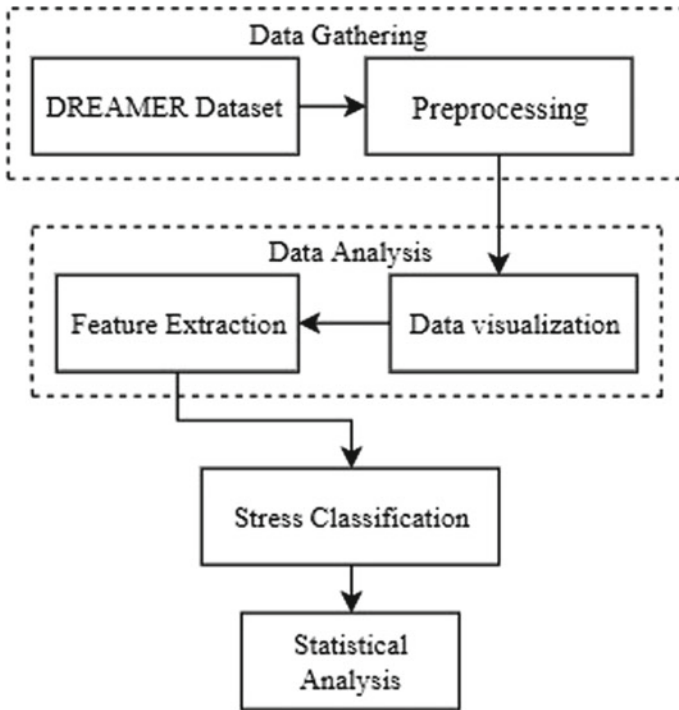 Data Gathering
DREAMER Dataset
Preprocessing
Data Analysis
Feature Extraction
Data visualization
Stress Classification
Statistical
Analysis